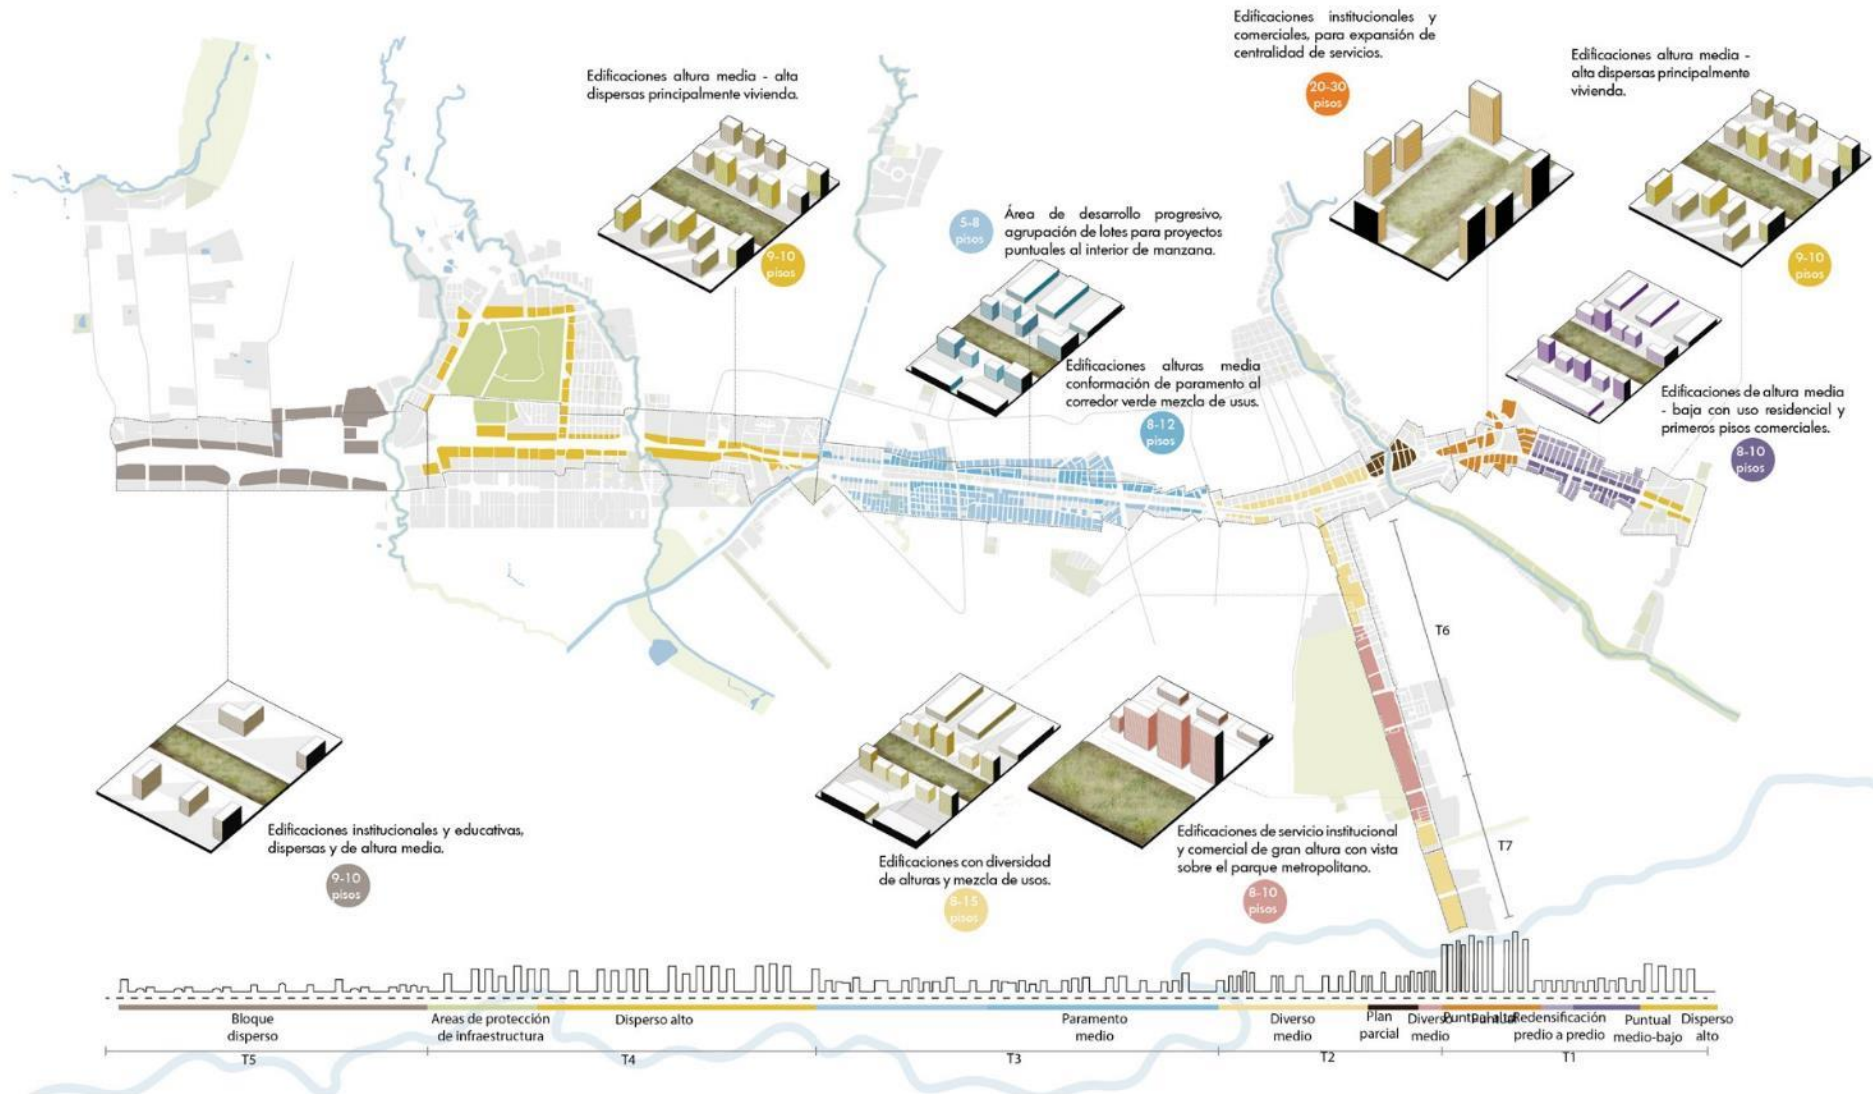 Edificaciones institucionales y
comerciales, para expansión de
centralidad de servicios.
20-30
pisos
Edificaciones altura media -
alta dispersas principalmente
vivienda.
9-10
pisos
Edificaciones altura media - alta
dispersas principalmente vivienda.
9-10
pisos
5-8
pisos
Área de desarrollo progresivo,
agrupación de lotes para proyectos
puntuales al interior de manzana.
Edificaciones alturas media
conformación de paramento al
corredor verde mezcla de usus.
8-12
pisos
Edificaciones de altura media
- baja con uso residencial y
primeros pisos comerciales.
8-10
pisos
T6
T7
Edificaciones institucionales y educativas,
dispersas y de altura media.
9-10
pisos
Edificaciones con diversidad
de alturas y mezcla de usos.
8-15
pisos
Edificaciones de servicio institucional
y comercial de gran altura con vista
sobre el parque metropolitano.
8-10
pisos
Bloque
disperso
Areas de protección
de infraestructura
Disperso alto
Paramento
medio
Diverso
medio
Plan
parcial
Diverso
medio
Puntual alto
Redensificación
predio a predio
Puntual
medio-bajo
Disperso
alto
T5
T4
T3
T2
T1